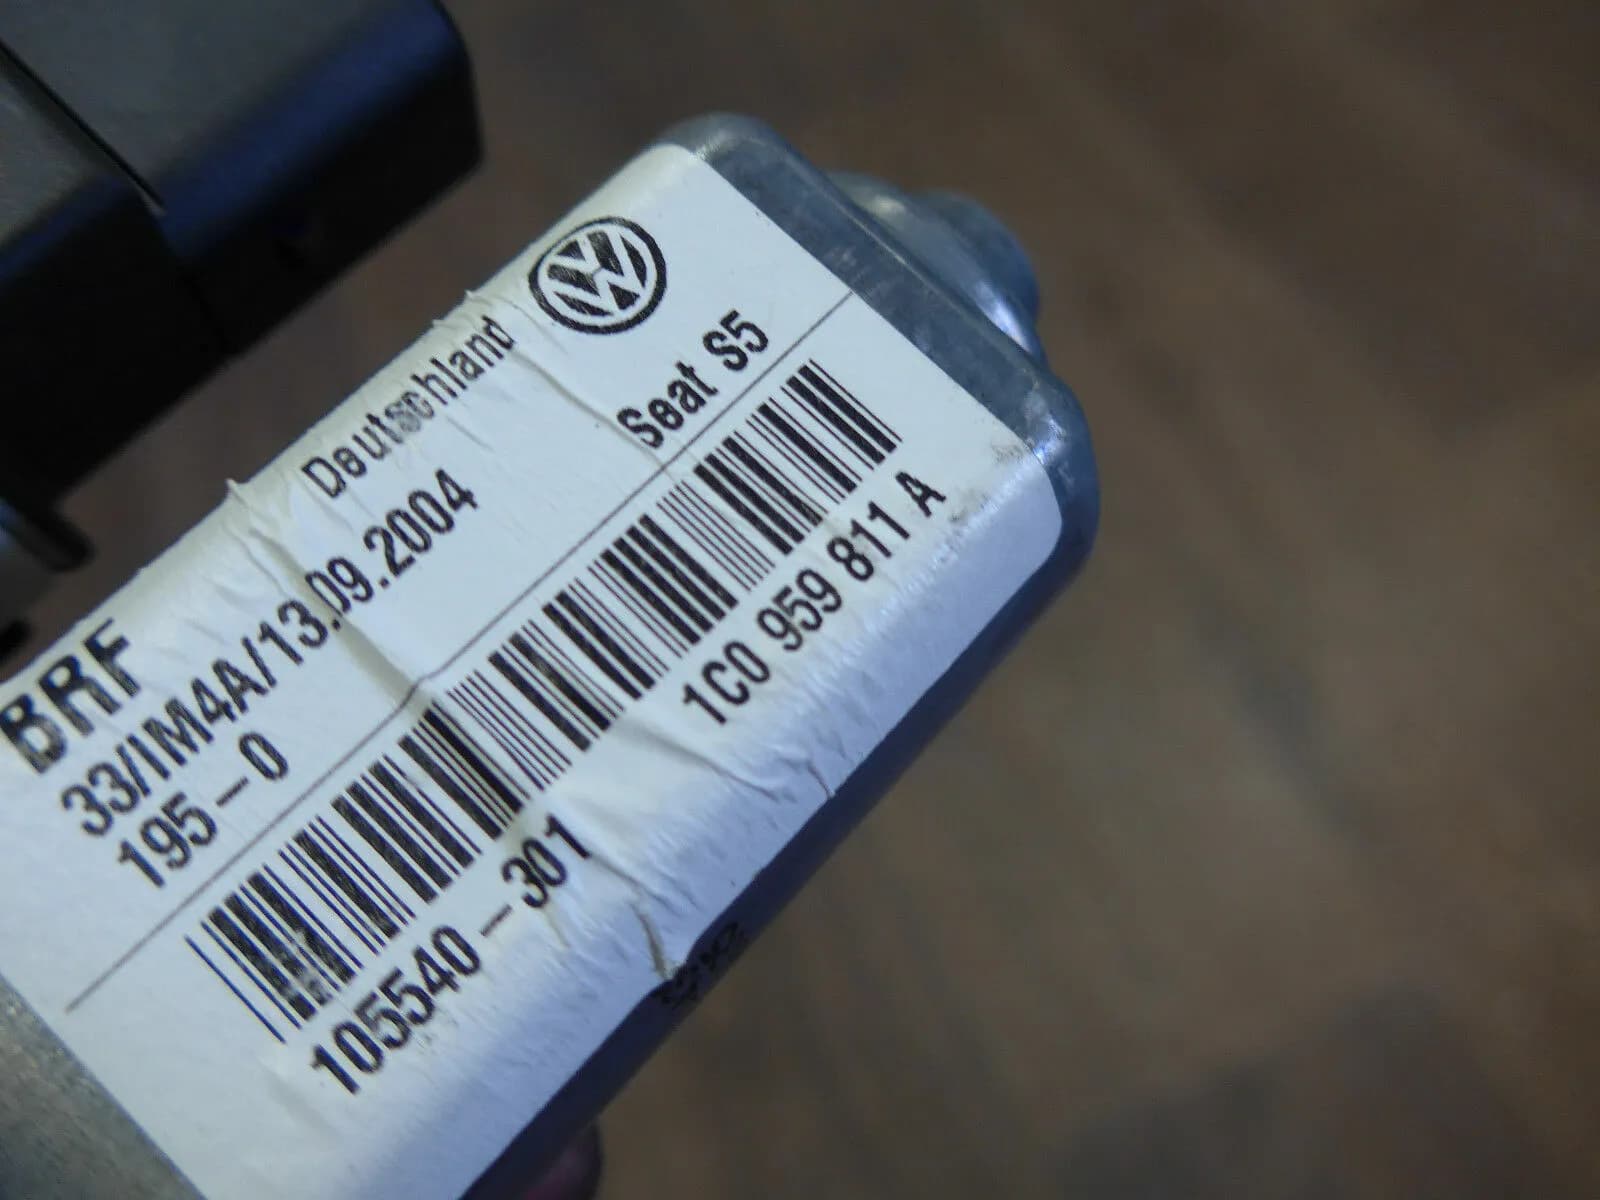 Deutschland
Seat S5
BRF
33/IM4A/13.09.2004
195-0
1C0 959 811 A
105540-301